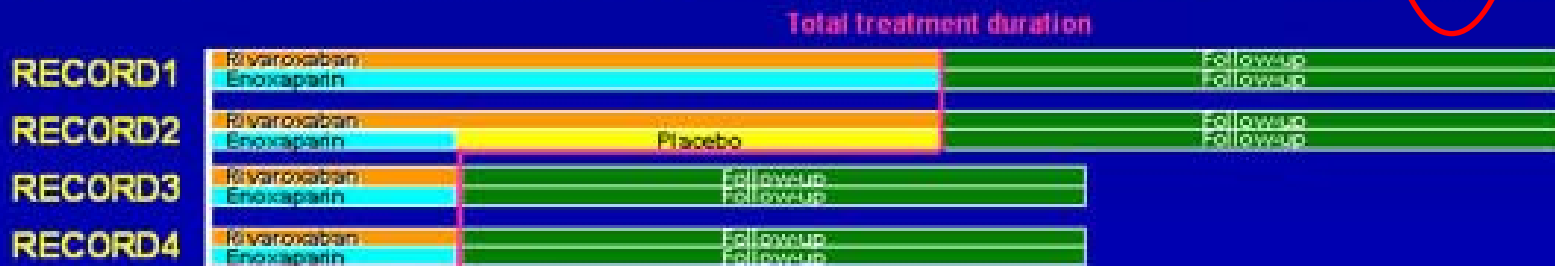 Total treatment duration
RECORD1
Rivaroxaban
Follow-up
Enoxaparin
Follow-up
RECORD2
Rivaroxaban
Follow-up
Enoxaparin
Placebo
Follow-up
RECORD3
Rivaroxaban
Follow-up
Enoxaparin
Follow-up
RECORD4
Rivaroxaban
Follow-up
Enoxaparin
Follow-up